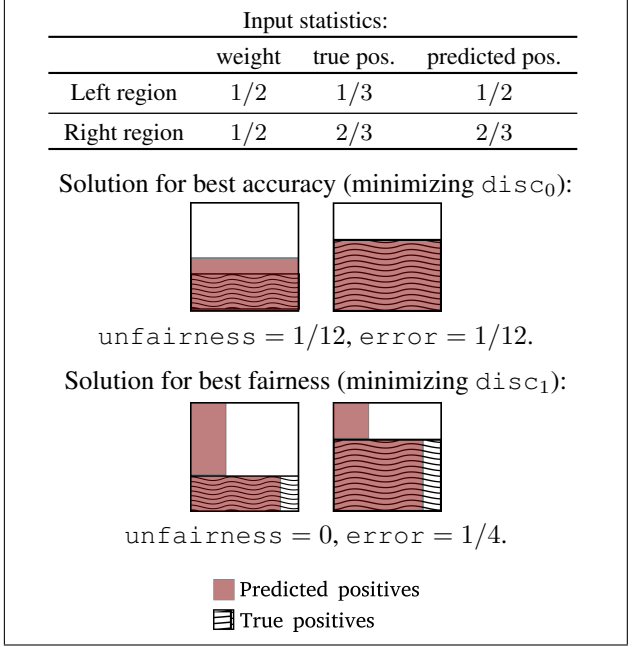 Input statistics:
weight true pos. predicted pos.
Left region 1/2 1/3 1/2
Right region 1/2 2/3 2/3
Solution for best accuracy (minimizing disc₀):
unfairness = 1/12, error = 1/12.
Solution for best fairness (minimizing disc₁):
unfairness = 0, error = 1/4.
Predicted positives
True positives